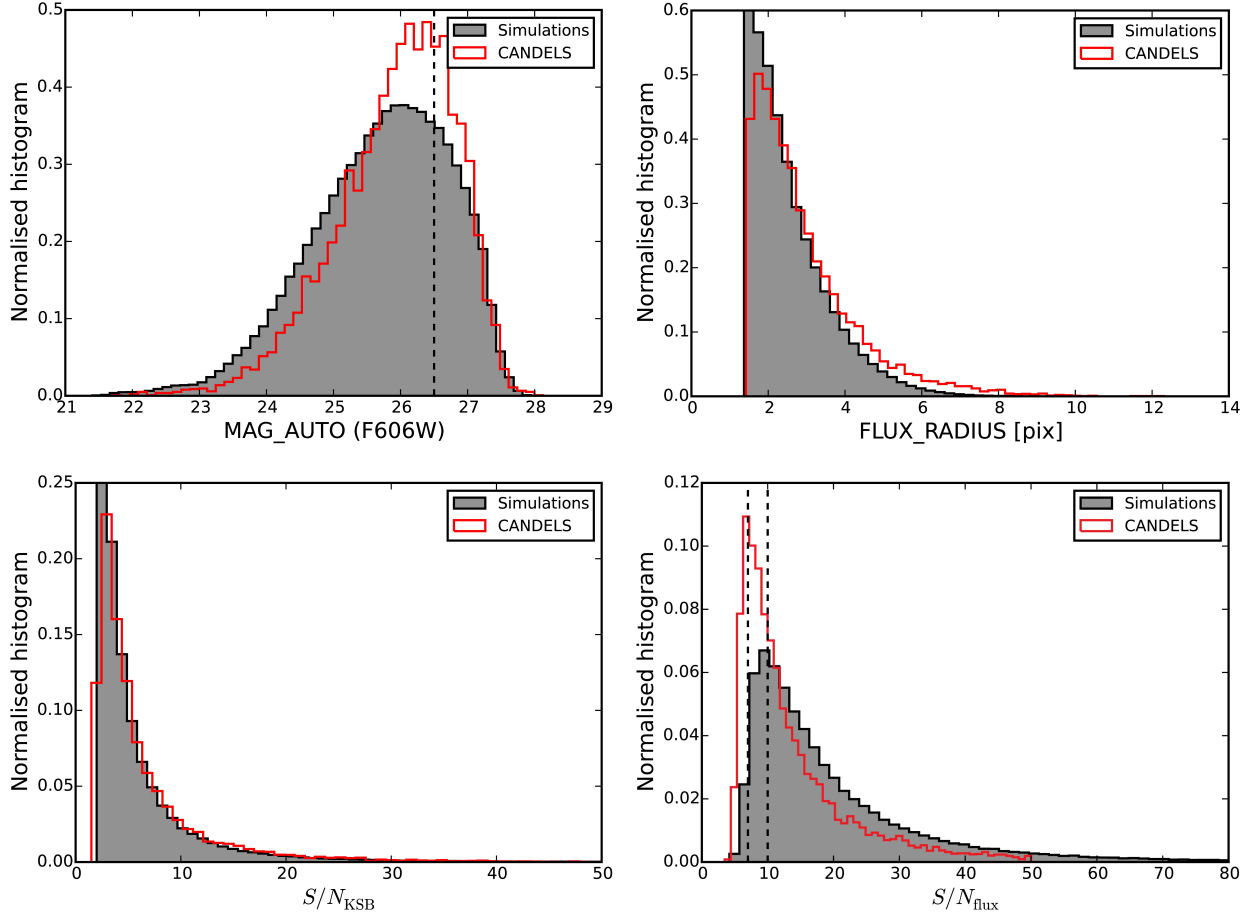 0.5
0.4
0.3
0.2
0.1
0.0
Normalised histogram
Simulations
CANDELS
21 22 23 24 25 26 27 28 29
MAG_AUTO (F606W)
0.6
0.5
0.4
0.3
0.2
0.1
0.0
Normalised histogram
Simulations
CANDELS
0 2 4 6 8 10 12 14
FLUX_RADIUS [pix]
0.25
0.20
0.15
0.10
0.05
0.00
Normalised histogram
Simulations
CANDELS
0 10 20 30 40 50
S/N_KSB
0.12
0.10
0.08
0.06
0.04
0.02
0.00
Normalised histogram
Simulations
CANDELS
0 10 20 30 40 50 60 70 80
S/N_flux